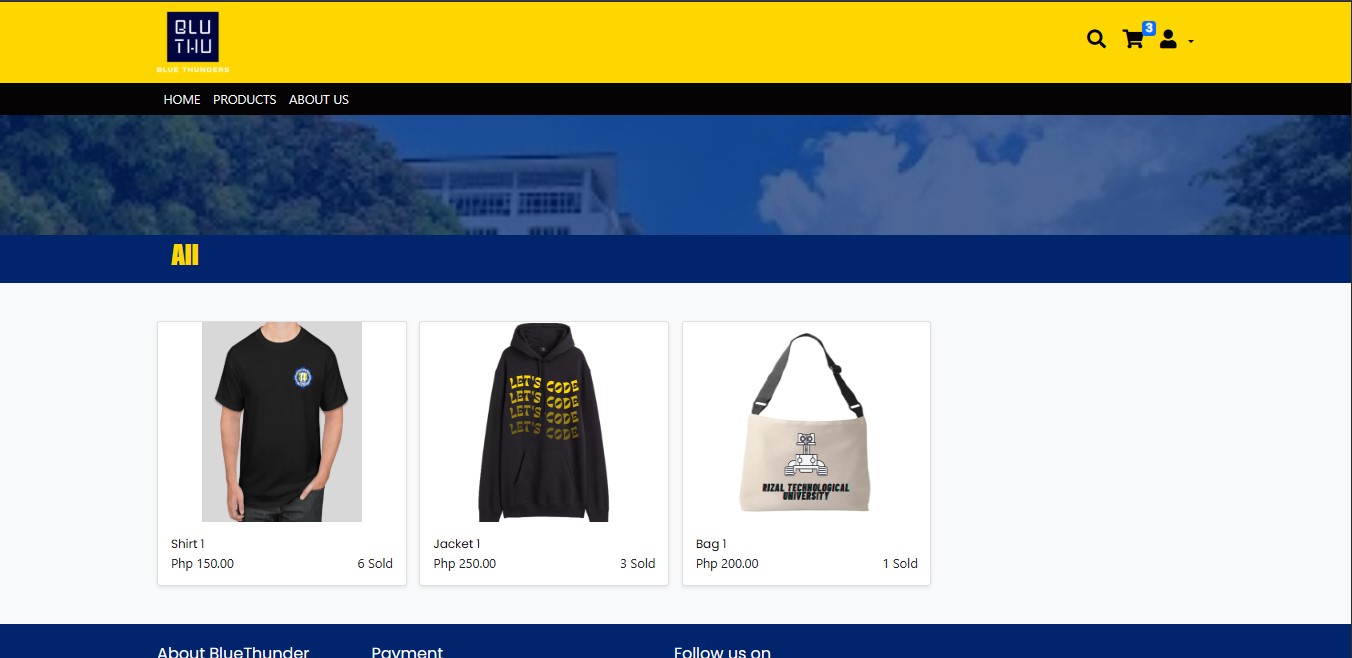 BLU
THU
BLUE THUNDERS
3
HOME PRODUCTS ABOUT US
All
LET'S CODE
LET'S CODE
LET'S CODE
LET'S CODE
RIZAL TECHNOLOGICAL
UNIVERSITY
Shirt 1
Php 150.00 6 Sold
Jacket 1
Php 250.00 3 Sold
Bag 1
Php 200.00 1 Sold
About BlueThunder Payment Follow us on